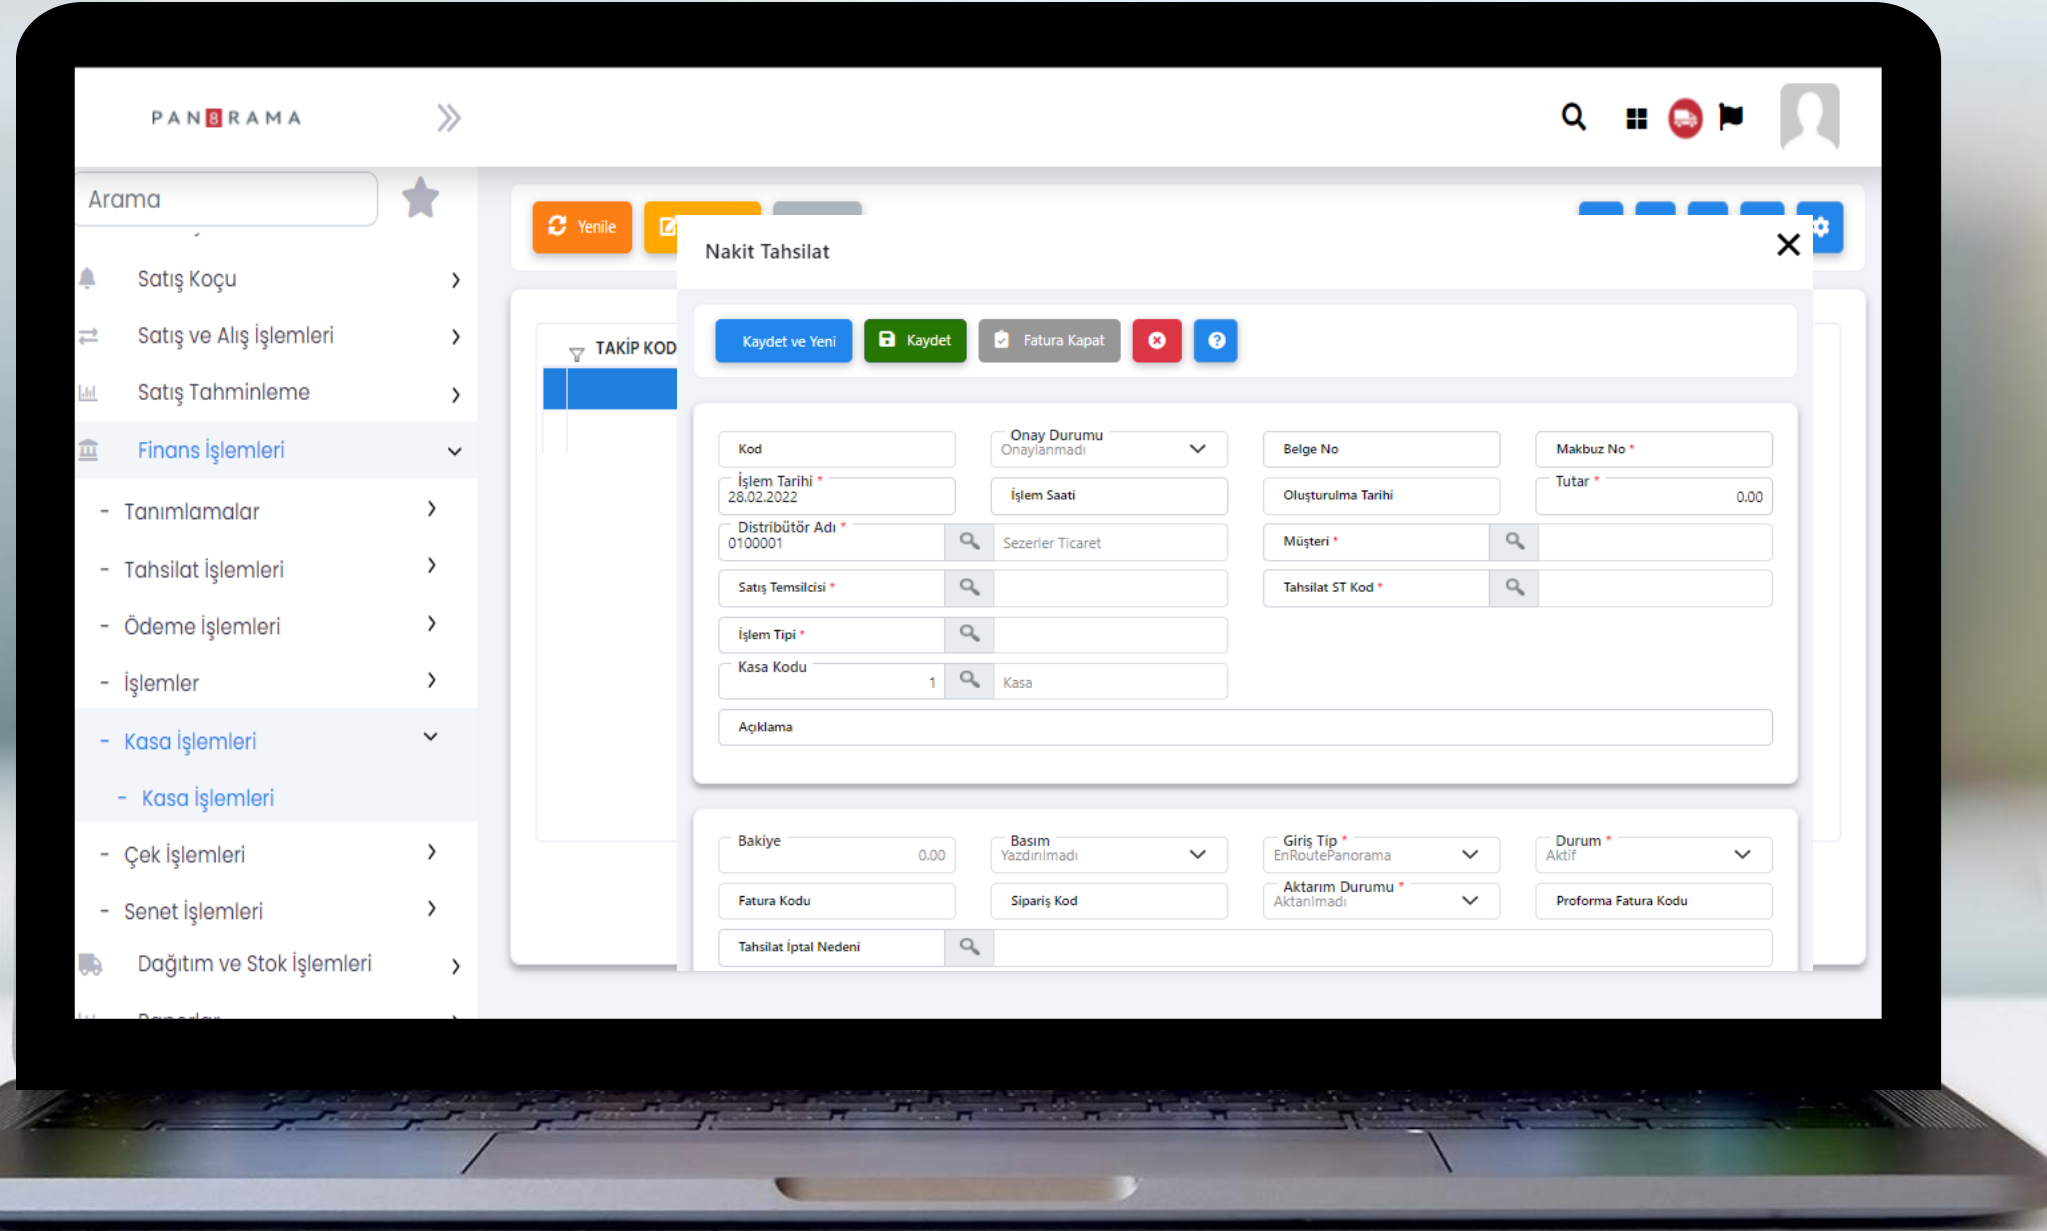 PAN8RAMA
Arama
Satış Koçu
Satış ve Alış İşlemleri
Satış Tahminleme
Finans İşlemleri
- Tanımlamalar
- Tahsilat İşlemleri
- Ödeme İşlemleri
- İşlemler
- Kasa İşlemleri
- Kasa İşlemleri
- Çek İşlemleri
- Senet İşlemleri
Dağıtım ve Stok İşlemleri
Yenile
TAKİP KOD
Nakit Tahsilat
Kaydet ve Yeni Kaydet Fatura Kapat
Kod
Onay Durumu
Onaylanmadı
Belge No
Makbuz No *
İşlem Tarihi *
28.02.2022
İşlem Saati
Oluşturulma Tarihi
Tutar *
0.00
Distribütör Adı *
0100001
Sezerler Ticaret
Müşteri *
Satış Temsilcisi *
Tahsilat ST Kod *
İşlem Tipi *
Kasa Kodu
1
Kasa
Açıklama
Bakiye
0.00
Basım
Yazdırılmadı
Giriş Tip *
EnRoutePanorama
Durum *
Aktif
Fatura Kodu
Sipariş Kod
Aktarım Durumu *
Aktarılmadı
Proforma Fatura Kodu
Tahsilat İptal Nedeni